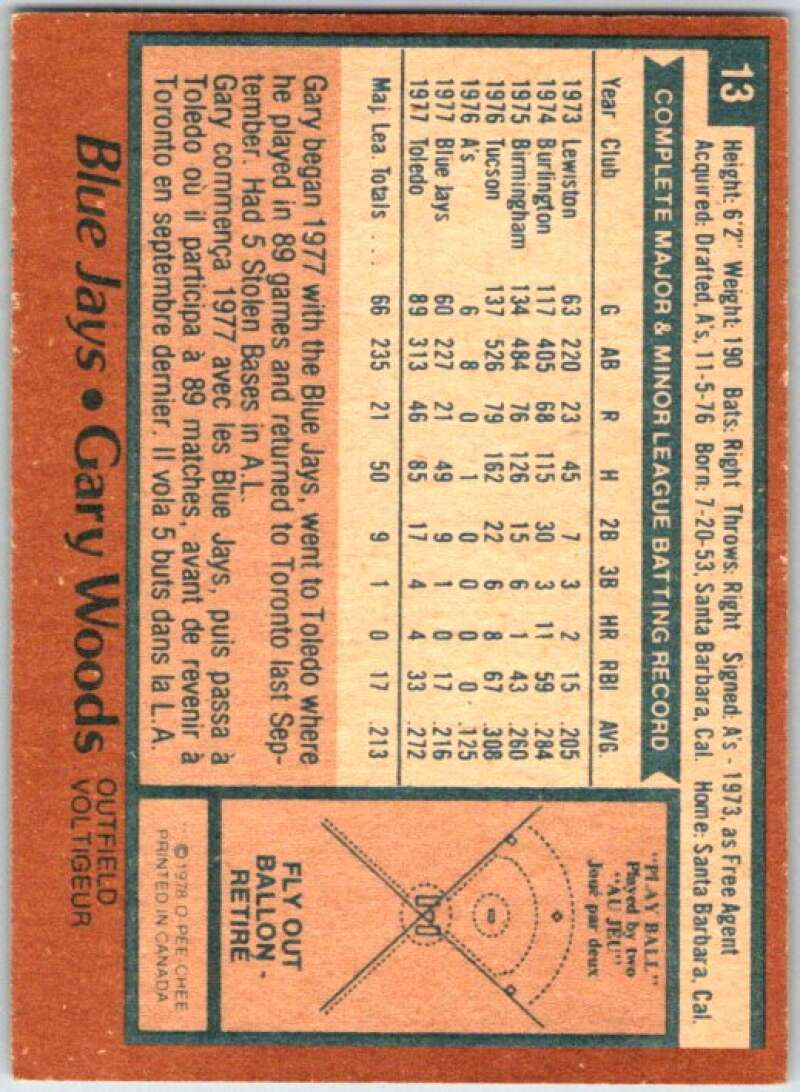 13
Height: 6'2" Weight: 190 Bats: Right Throws: Right Signed: A's - 1973, as Free Agent
Acquired: Drafted, A's, 11-5-76 Born: 7-20-53, Santa Barbara, Cal. Home: Santa Barbara, Cal.
COMPLETE MAJOR & MINOR LEAGUE BATTING RECORD
Year Club G AB R H 2B 3B HR RBI AVG.
1973 Lewiston 63 220 23 45 7 3 2 15 .205
1974 Burlington 117 405 68 115 30 3 11 59 .284
1975 Birmingham 134 484 76 126 15 6 1 43 .260
1976 Tucson 137 526 79 162 22 6 8 67 .308
1976 A's 6 8 0 1 0 0 0 0 .125
1977 Blue Jays 60 227 21 49 9 1 0 17 .216
1977 Toledo 89 313 46 85 17 4 4 33 .272
Maj. Lea. Totals .... 66 235 21 50 9 1 0 17 .213
Gary began 1977 with the Blue Jays, went to Toledo where
he played in 89 games and returned to Toronto last Sep-
tember. Had 5 Stolen Bases in A.L.
Gary commença 1977 avec les Blue Jays, puis passa à
Toledo où il participa à 89 matches, avant de revenir à
Toronto en septembre dernier. Il vola 5 buts dans la L.A.
"PLAY BALL"
Played by two
"AU JEU"
Joué par deux
FLY OUT
BALLON -
RETIRÉ
©1978 O-PEE-CHEE
PRINTED IN CANADA
Blue Jays • Gary Woods OUTFIELD
VOLTIGEUR